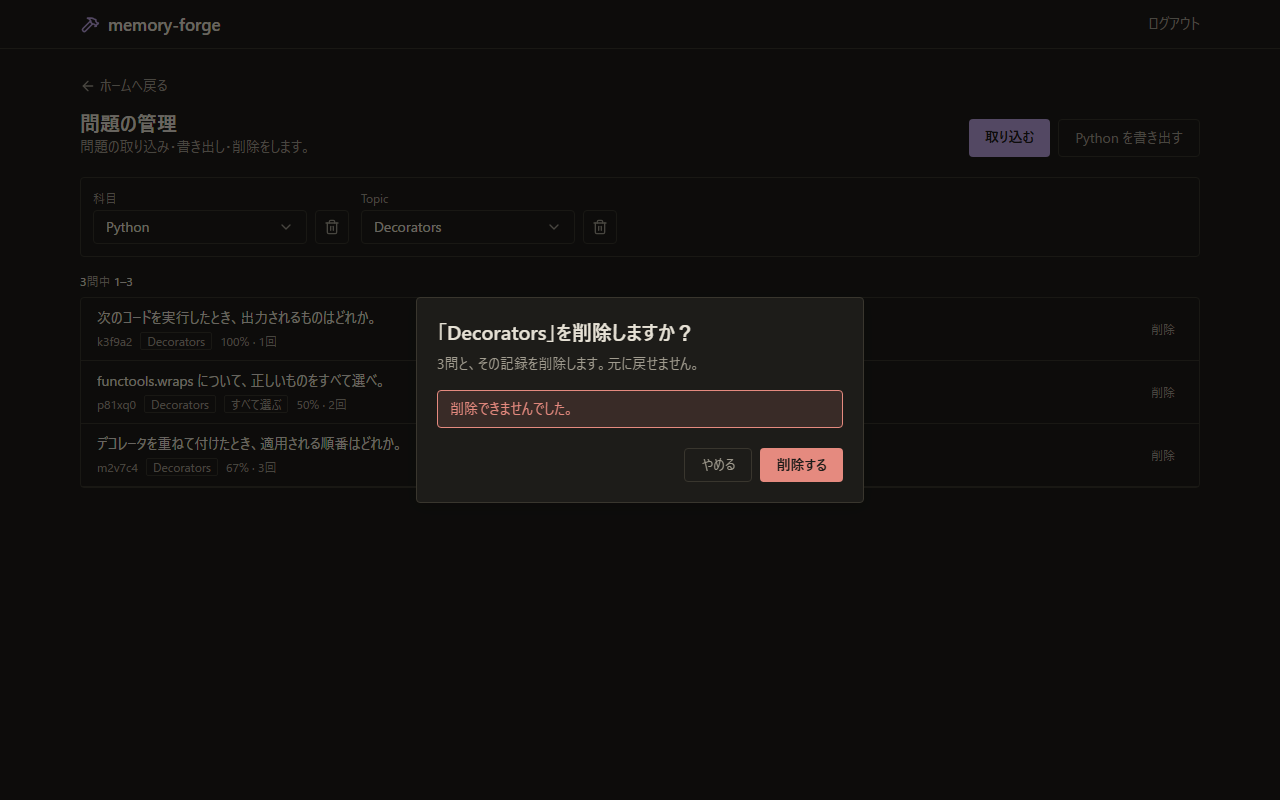 memory-forge
ログアウト
ホームへ戻る
問題の管理
問題の取り込み・書き出し・削除をします。
取り込む
Python を書き出す
科目
Topic
Python
Decorators
3問中 1–3
次のコードを実行したとき、出力されるものはどれか。
k3f9a2 Decorators 100% · 1回
削除
functools.wraps について、正しいものをすべて選べ。
p81xq0 Decorators すべて選ぶ 50% · 2回
削除
デコレータを重ねて付けたとき、適用される順番はどれか。
m2v7c4 Decorators 67% · 3回
削除
「Decorators」を削除しますか？
3問と、その記録を削除します。元に戻せません。
削除できませんでした。
やめる
削除する